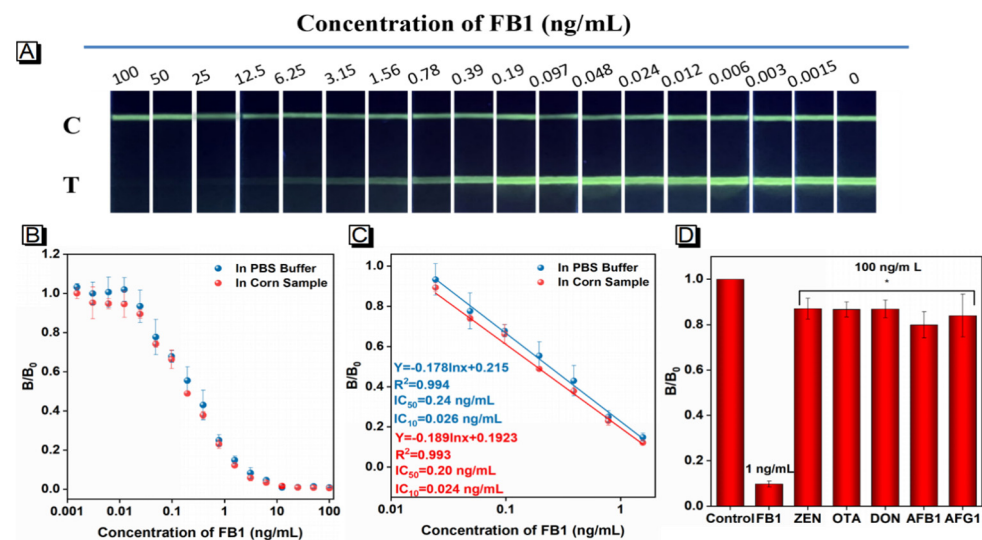 Concentration of FB1 (ng/mL)
A
100 50 25 12.5 6.25 3.15 1.56 0.78 0.39 0.19 0.097 0.048 0.024 0.012 0.006 0.003 0.0015 0
C
T
B
1.2
1.0
0.8
0.6
0.4
0.2
0.0
B/B0
In PBS Buffer
In Corn Sample
0.001 0.01 0.1 1 10 100
Concentration of FB1 (ng/mL)
C
1.0
0.8
0.6
0.4
0.2
0.0
B/B0
In PBS Buffer
In Corn Sample
Y=-0.178lnx+0.215
R²=0.994
IC50=0.24 ng/mL
IC10=0.026 ng/mL
Y=-0.189lnx+0.1923
R²=0.993
IC50=0.20 ng/mL
IC10=0.024 ng/mL
0.01 0.1 1
Concentration of FB1 (ng/mL)
D
1.0
0.8
0.6
0.4
0.2
0.0
B/B0
100 ng/m L
*
1 ng/mL
Control FB1 ZEN OTA DON AFB1 AFG1